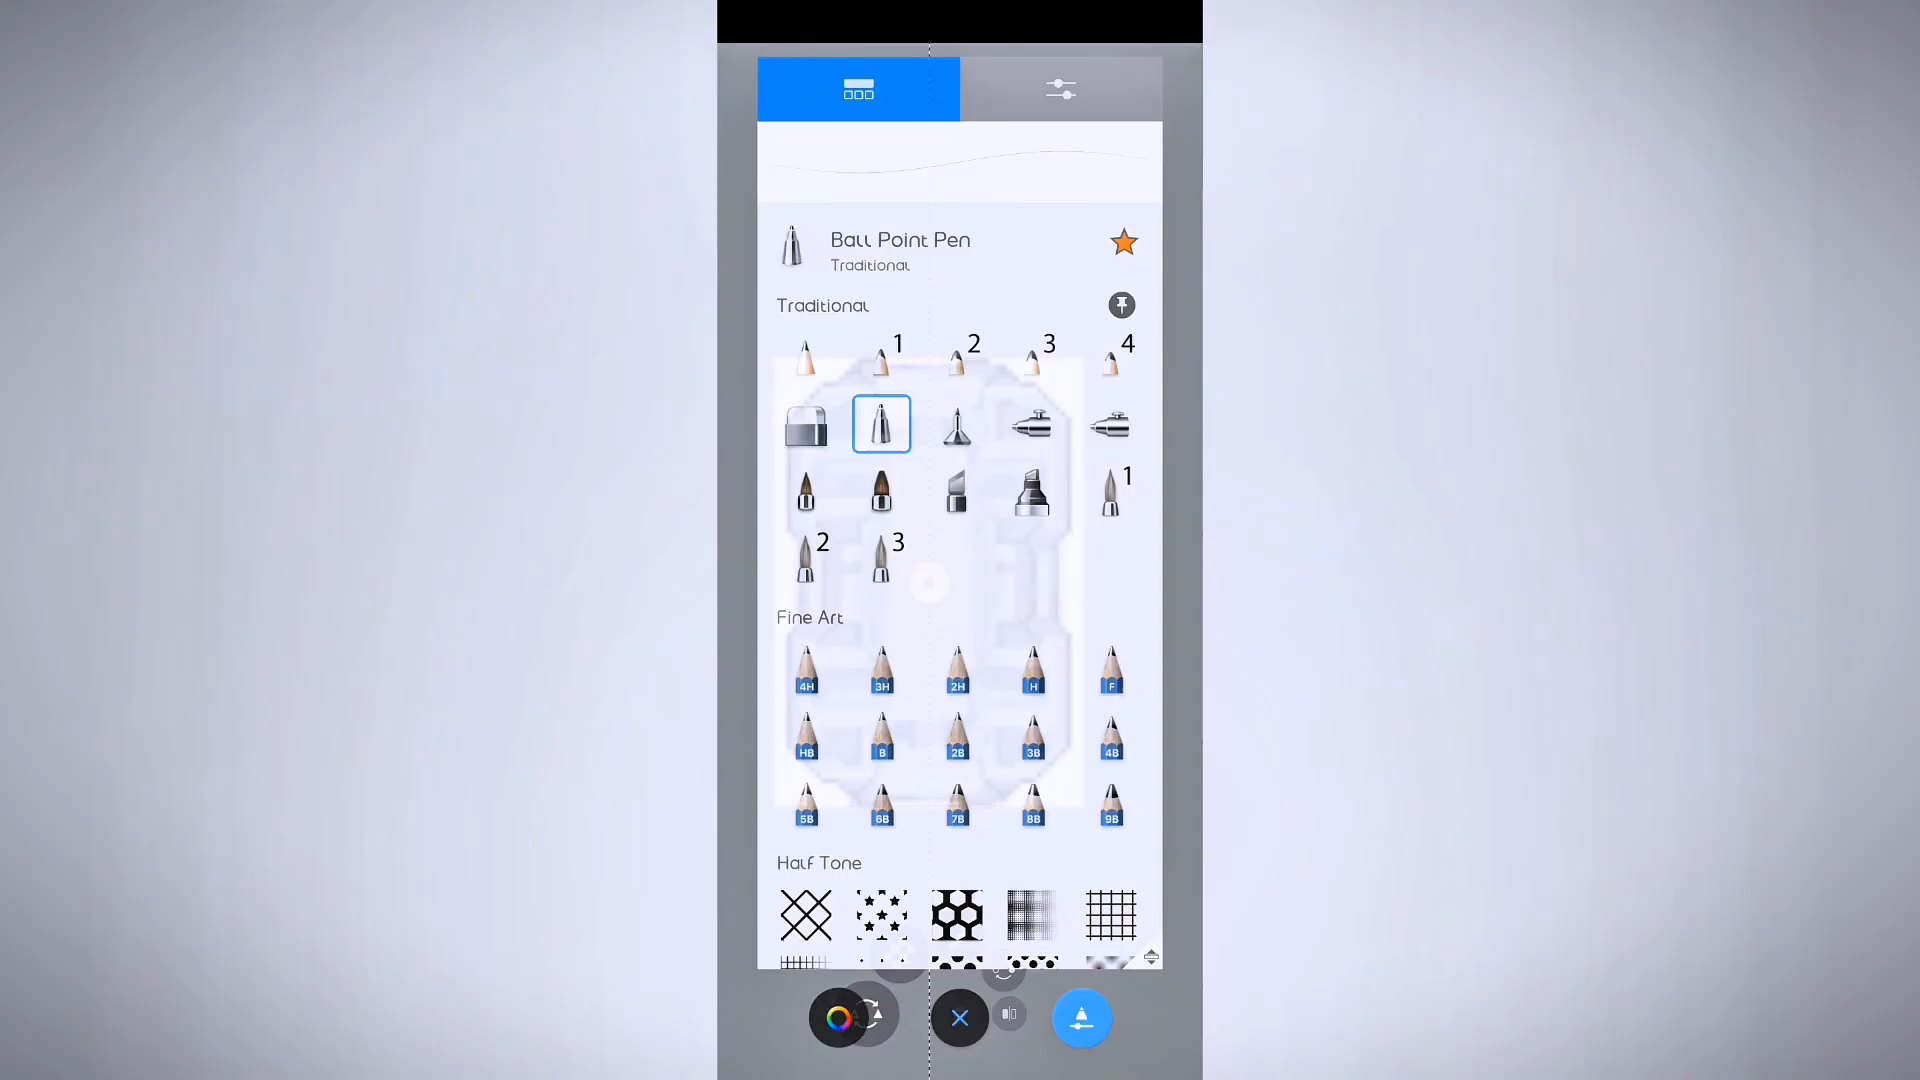 Ball Point Pen
Traditional
Traditional
1 2 3 4
1
2 3
Fine Art
4H 3H 2H H F
HB B 2B 3B 4B
5B 6B 7B 8B 9B
Half Tone